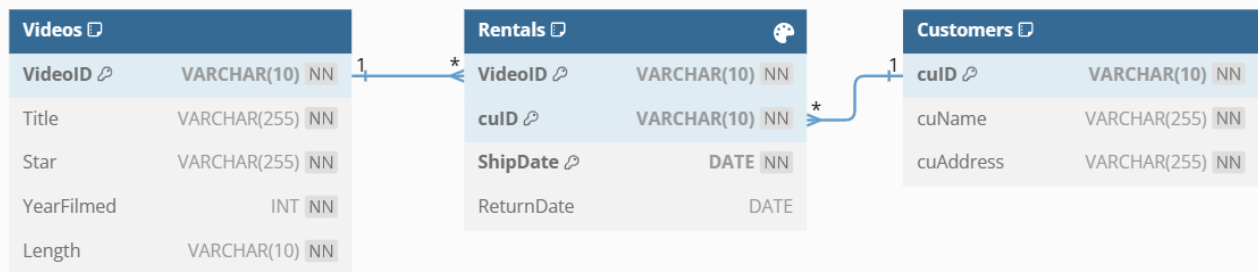 Videos
VideoID VARCHAR(10) NN
Title VARCHAR(255) NN
Star VARCHAR(255) NN
YearFilmed INT NN
Length VARCHAR(10) NN
1 *
Rentals
VideoID VARCHAR(10) NN
cuID VARCHAR(10) NN
ShipDate DATE NN
ReturnDate DATE
* 1
Customers
cuID VARCHAR(10) NN
cuName VARCHAR(255) NN
cuAddress VARCHAR(255) NN